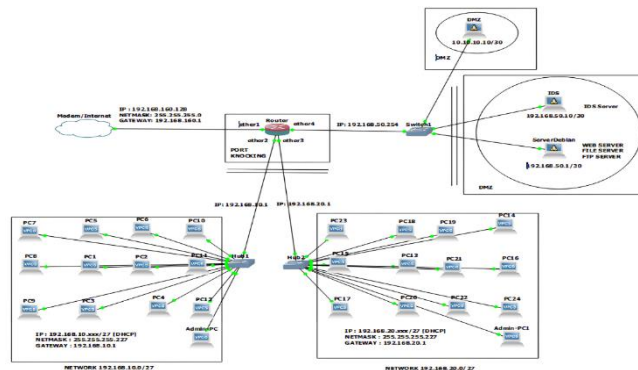 DMZ
10.10.10.10/30
DMZ
IDS
IDS Server
192.168.50.10/20
ServerDebian
WEB SERVER
FILE SERVER
FTP SERVER
192.168.50.1/20
DMZ
Switch1
IP: 192.168.50.254
Modem/Internet
IP : 192.168.160.128
NETMASK: 255.255.255.0
GATEWAY: 192.168.160.1
Router
ether1
ether4
ether2
ether3
PORT
KNOCKING
IP: 192.168.10.1
IP: 192.168.20.1
PC7
PC5
PC6
PC10
PC8
PC1
PC2
PC11
Hub1
PC9
PC3
PC4
PC12
Admin-PC
IP : 192.168.10.xxx/27 [DHCP]
NETMASK : 255.255.255.227
GATEWAY : 192.168.10.1
NETWORK 192.168.10.0/27
PC23
PC18
PC19
PC14
Hub2
PC15
PC13
PC21
PC16
PC17
PC20
PC22
PC24
Admin-PC1
IP : 192.168.20.xxx/27 [DHCP]
NETMASK : 255.255.255.227
GATEWAY : 192.168.20.1
NETWORK 192.168.20.0/27